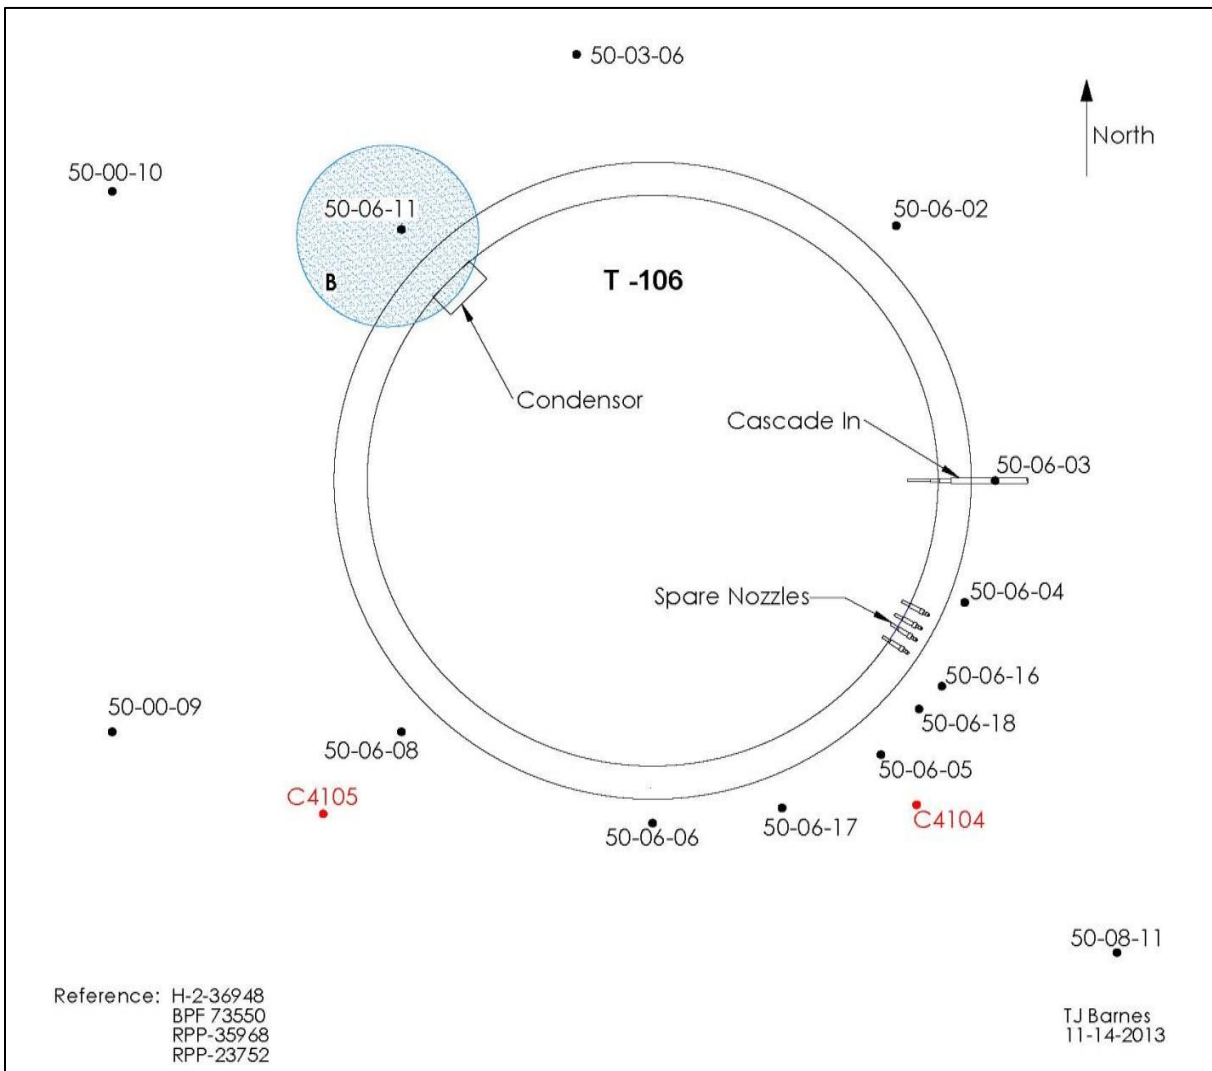 50-03-06
North
50-00-10
50-06-11
50-06-02
B
T -106
Condensor
Cascade In
50-06-03
Spare Nozzles
50-06-04
50-06-16
50-00-09
50-06-18
50-06-08
50-06-05
C4105
C4104
50-06-06
50-06-17
50-08-11
Reference: H-2-36948
BPF 73550
RPP-35968
RPP-23752
TJ Barnes
11-14-2013